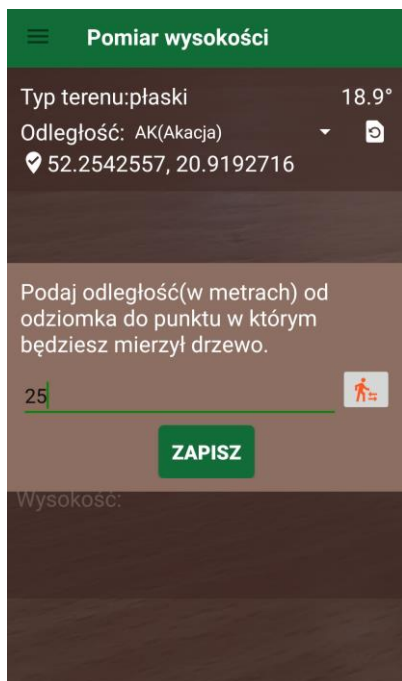 Pomiar wysokości
Typ terenu:płaski 18.9°
Odległość: AK(Akacja)
52.2542557, 20.9192716
Podaj odległość(w metrach) od
odziomka do punktu w którym
będziesz mierzył drzewo.
25
ZAPISZ
Wysokość: